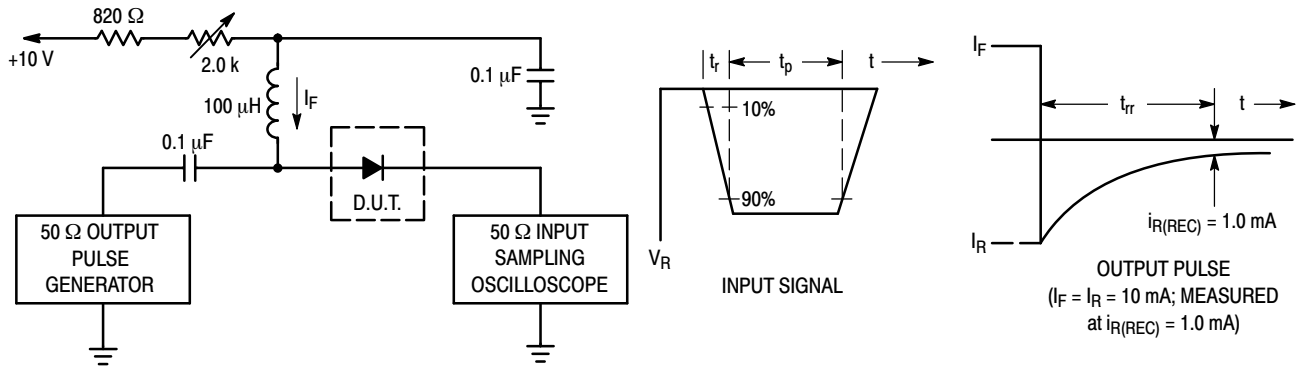 820 Ω
+10 V
2.0 k
100 μH
I_F
0.1 μF
0.1 μF
D.U.T.
50 Ω OUTPUT
PULSE
GENERATOR
50 Ω INPUT
SAMPLING
OSCILLOSCOPE
t_r
t_p
t
10%
90%
V_R
INPUT SIGNAL
I_F
t_rr
t
I_R
i_R(REC) = 1.0 mA
OUTPUT PULSE
(I_F = I_R = 10 mA; MEASURED
at i_R(REC) = 1.0 mA)